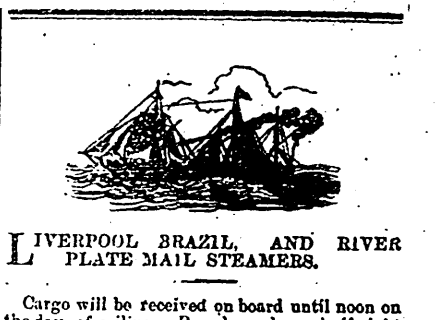 LIVERPOOL BRAZIL, AND RIVER
PLATE MAIL STEAMERS.
Cargo will be received on board until noon on